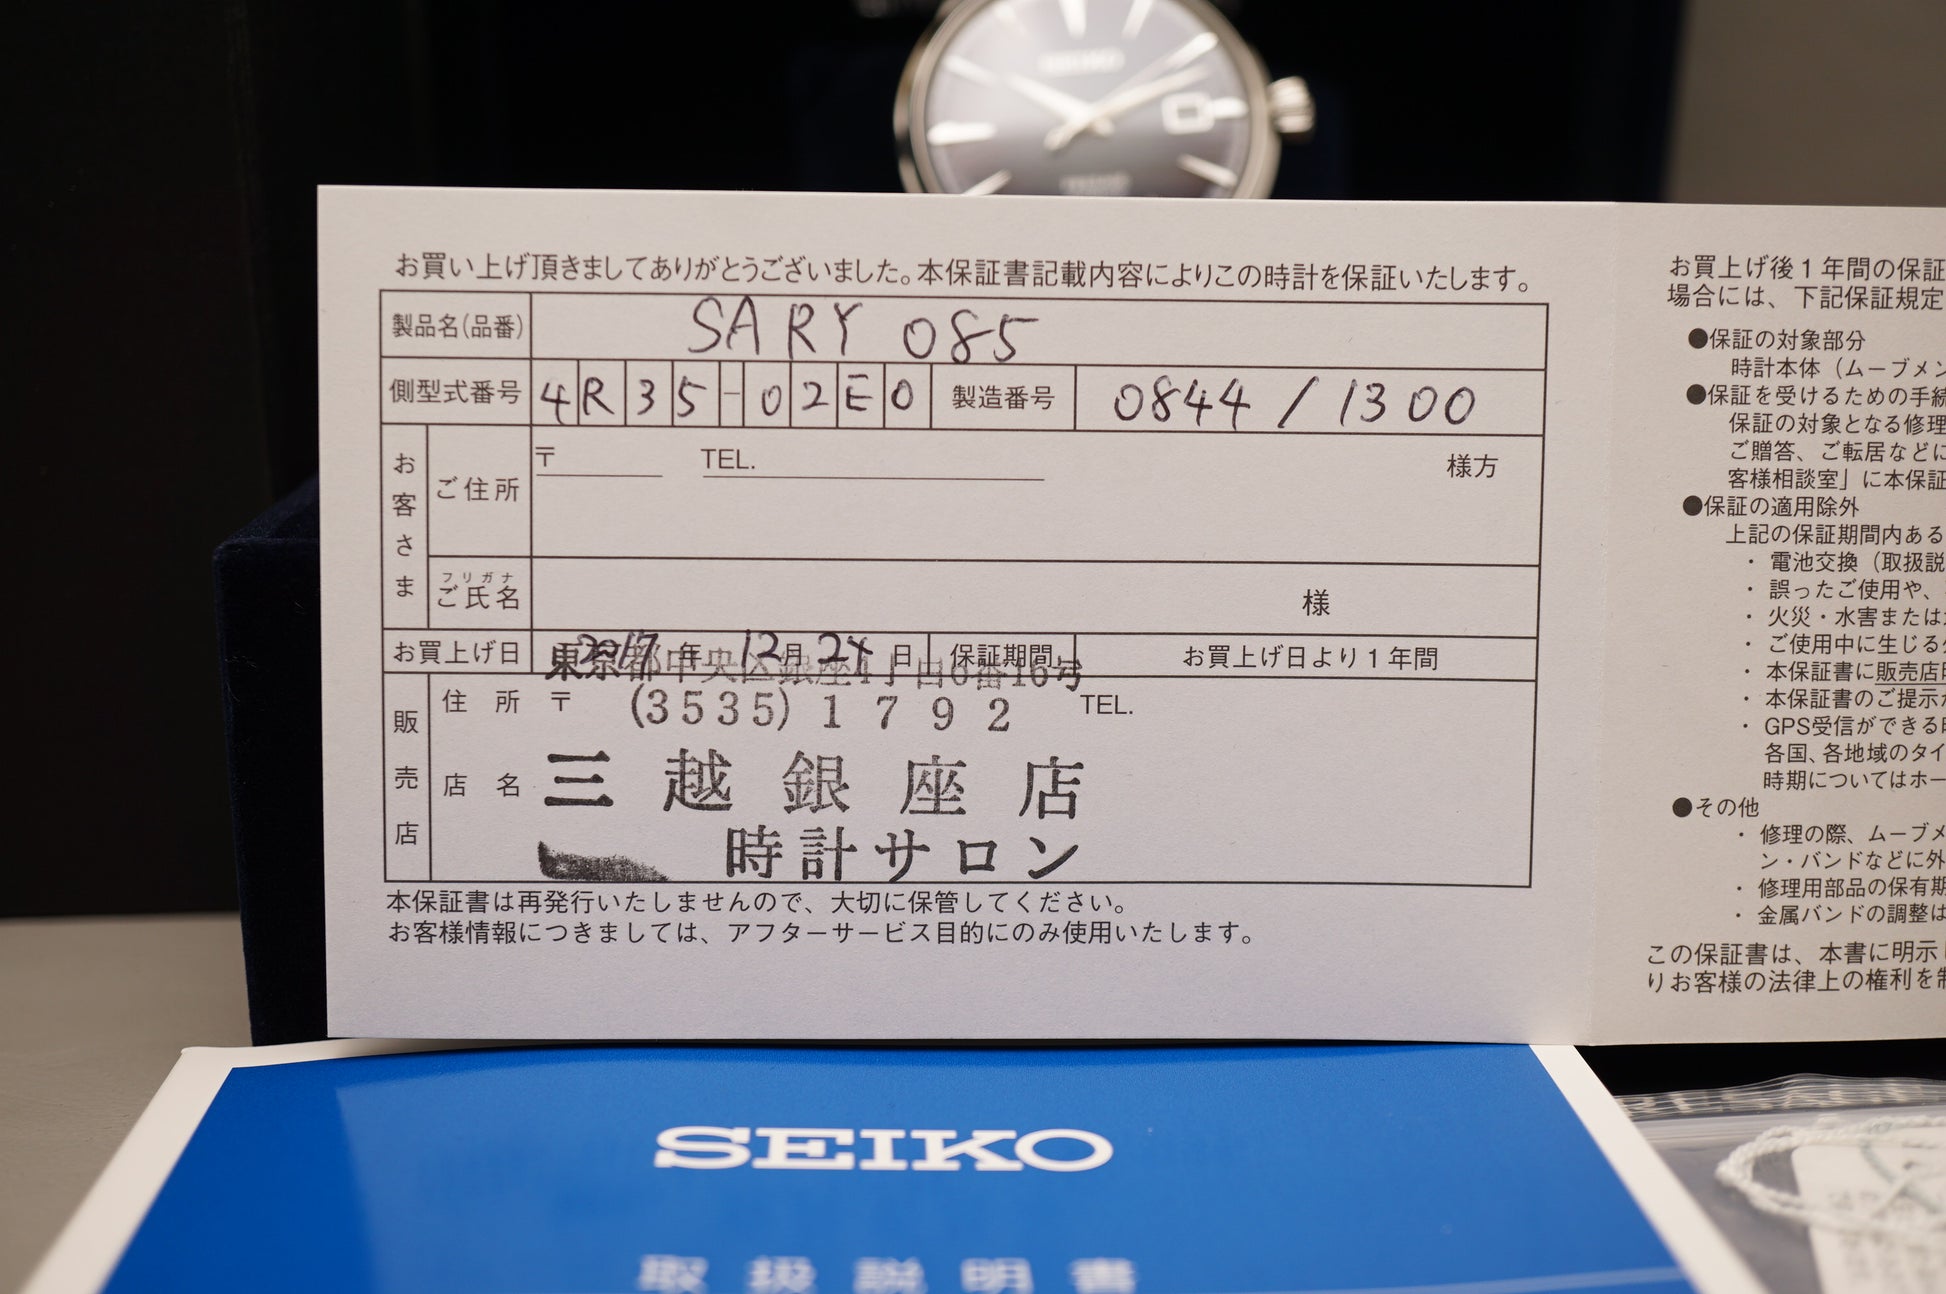 SEIKO
お買い上げ頂きましてありがとうございました。本保証書記載内容によりこの時計を保証いたします。
製品名(品番) SARY 085
側型式番号 4R35-02E0 製造番号 0844 / 1300
お客さま
ご住所 〒 TEL. 様方
フリガナ
ご氏名 様
お買上げ日 2017 年 12 月 24 日 保証期間 お買上げ日より1年間
東京都中央区銀座4丁目6番16号
販売店
住所 〒 (3535) 1792 TEL.
店名 三越銀座店
時計サロン
本保証書は再発行いたしませんので、大切に保管してください。
お客様情報につきましては、アフターサービス目的にのみ使用いたします。
お買上げ後1年間の保証
場合には、下記保証規定
●保証の対象部分
時計本体(ムーブメン
●保証を受けるための手続
保証の対象となる修理
ご贈答、ご転居などに
客様相談室」に本保証
●保証の適用除外
上記の保証期間内ある
・電池交換(取扱説
・誤ったご使用や、
・火災・水害または
・ご使用中に生じる
・本保証書に販売店
・本保証書のご提示
・GPS受信ができる
各国、各地域のタイ
時期についてはホー
●その他
・修理の際、ムーブメ
ン・バンドなどに外
・修理用部品の保有期
・金属バンドの調整は
この保証書は、本書に明示
りお客様の法律上の権利を制
SEIKO
取扱説明書